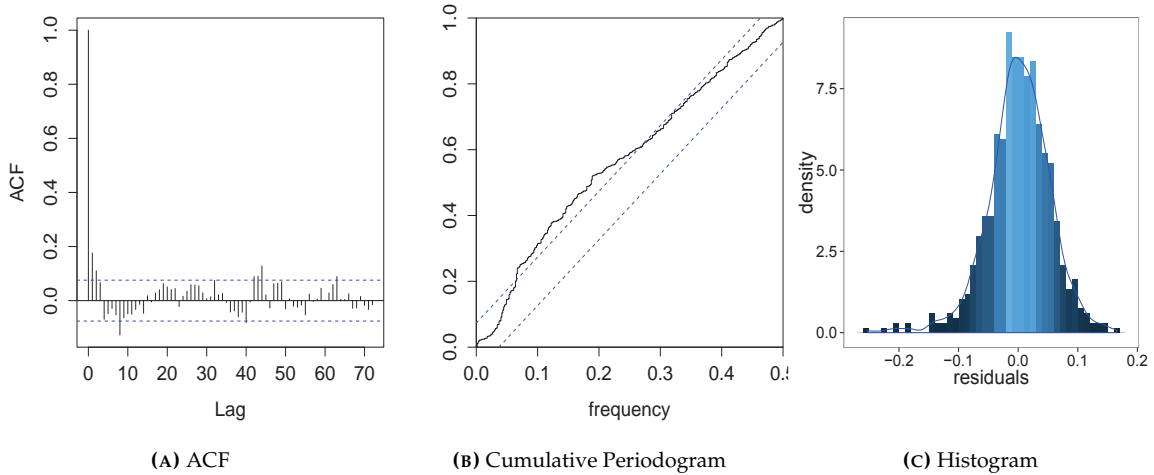 ACF
0.0 0.2 0.4 0.6 0.8 1.0
0 10 20 30 40 50 60 70
Lag
0.0 0.2 0.4 0.6 0.8 1.0
0.0 0.1 0.2 0.3 0.4 0.5
frequency
density
7.5
5.0
2.5
0.0
−0.2 −0.1 0.0 0.1 0.2
residuals
(A) ACF
(B) Cumulative Periodogram
(C) Histogram